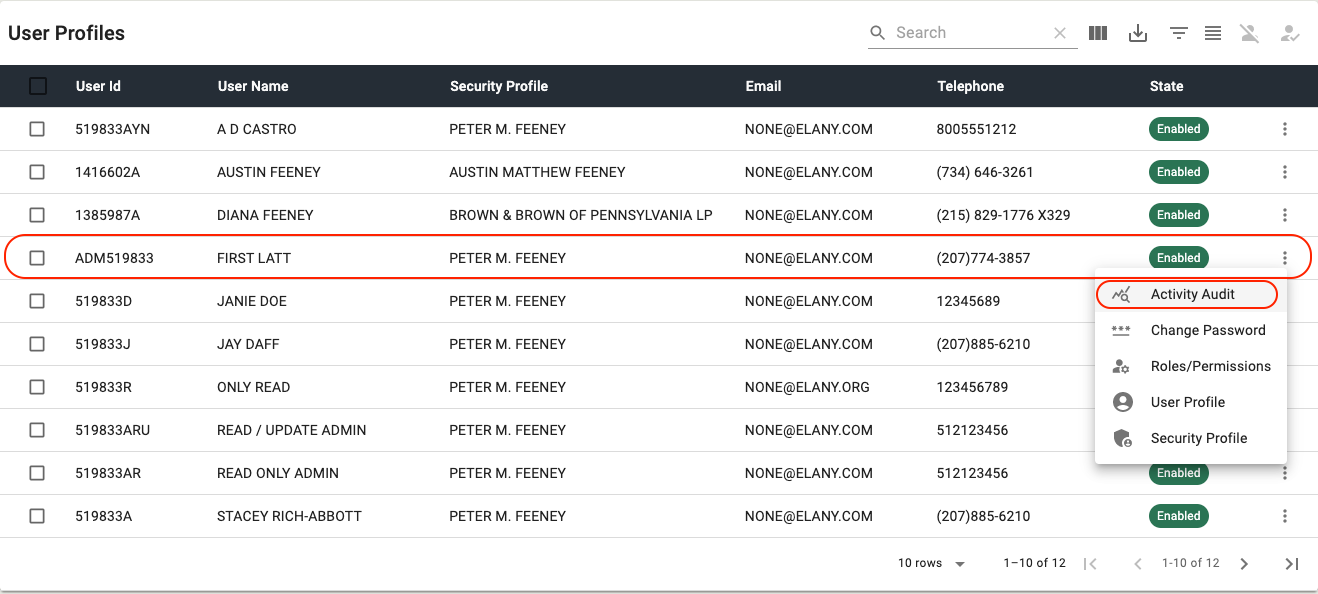 User Profiles Search
User Id User Name Security Profile Email Telephone State
519833AYN A D CASTRO PETER M. FEENEY NONE@ELANY.COM 8005551212 Enabled
1416602A AUSTIN FEENEY AUSTIN MATTHEW FEENEY NONE@ELANY.COM (734) 646-3261 Enabled
1385987A DIANA FEENEY BROWN & BROWN OF PENNSYLVANIA LP NONE@ELANY.COM (215) 829-1776 X329 Enabled
ADM519833 FIRST LATT PETER M. FEENEY NONE@ELANY.COM (207)774-3857 Enabled
519833D JANIE DOE PETER M. FEENEY NONE@ELANY.COM 12345689
519833J JAY DAFF PETER M. FEENEY NONE@ELANY.COM (207)885-6210
519833R ONLY READ PETER M. FEENEY NONE@ELANY.ORG 123456789
519833ARU READ / UPDATE ADMIN PETER M. FEENEY NONE@ELANY.COM 512123456
519833AR READ ONLY ADMIN PETER M. FEENEY NONE@ELANY.COM 512123456 Enabled
519833A STACEY RICH-ABBOTT PETER M. FEENEY NONE@ELANY.COM (207)885-6210 Enabled
Activity Audit
Change Password
Roles/Permissions
User Profile
Security Profile
10 rows 1–10 of 12 1-10 of 12